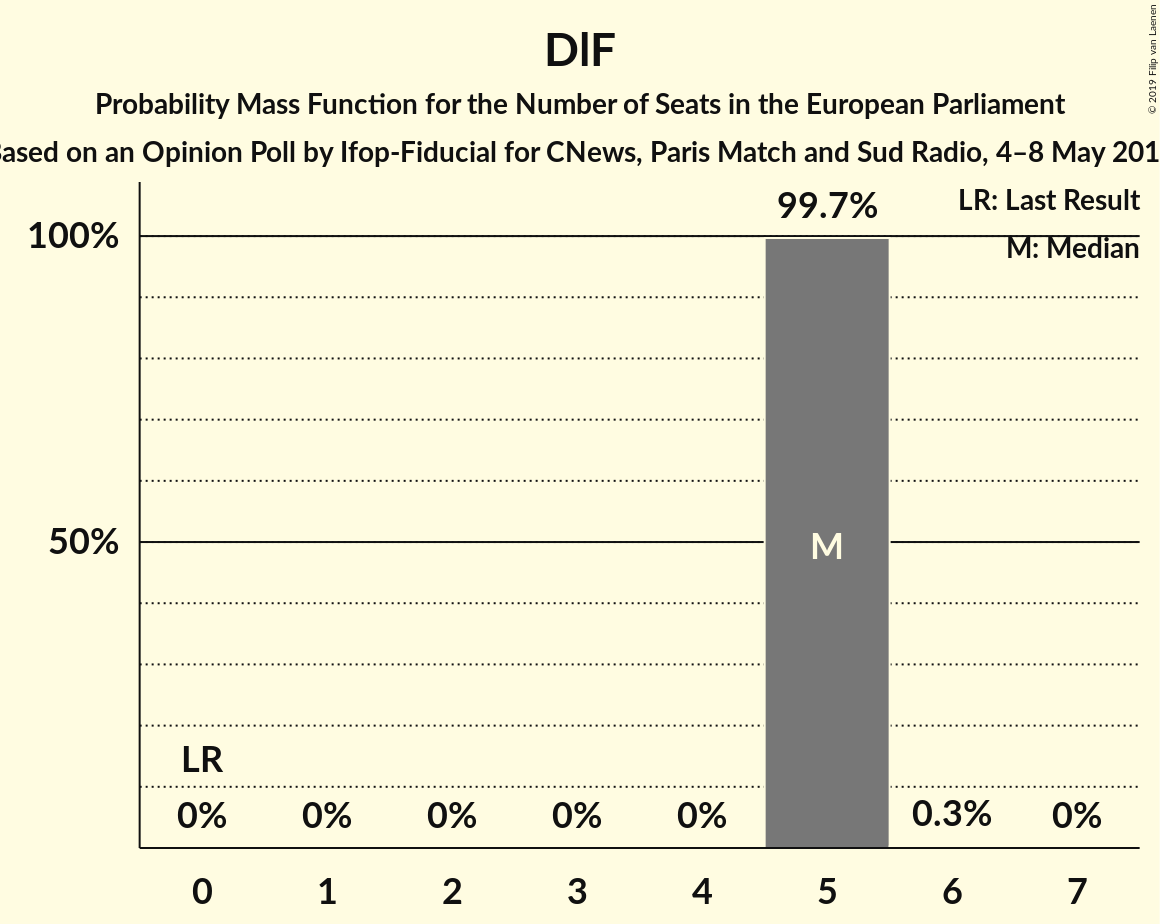 DlF
Probability Mass Function for the Number of Seats in the European Parliament
ased on an Opinion Poll by Ifop-Fiducial for CNews, Paris Match and Sud Radio, 4–8 May 201
© 2019 Filip van Laenen
LR: Last Result
M: Median
99.7%
100%
50%
M
LR
0% 0% 0% 0% 0% 0.3% 0%
0 1 2 3 4 5 6 7